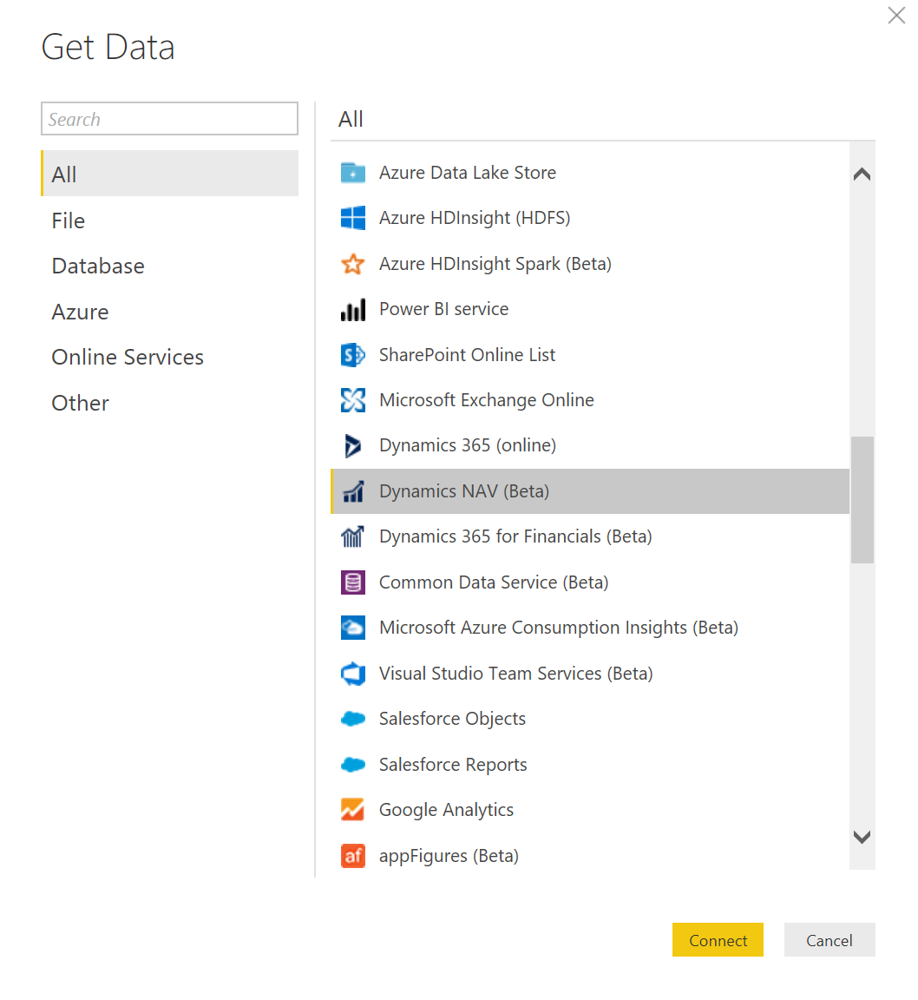 Get Data
Search
All
File
Database
Azure
Online Services
Other
All
Azure Data Lake Store
Azure HDInsight (HDFS)
Azure HDInsight Spark (Beta)
Power BI service
SharePoint Online List
Microsoft Exchange Online
Dynamics 365 (online)
Dynamics NAV (Beta)
Dynamics 365 for Financials (Beta)
Common Data Service (Beta)
Microsoft Azure Consumption Insights (Beta)
Visual Studio Team Services (Beta)
Salesforce Objects
Salesforce Reports
Google Analytics
af appFigures (Beta)
Connect Cancel